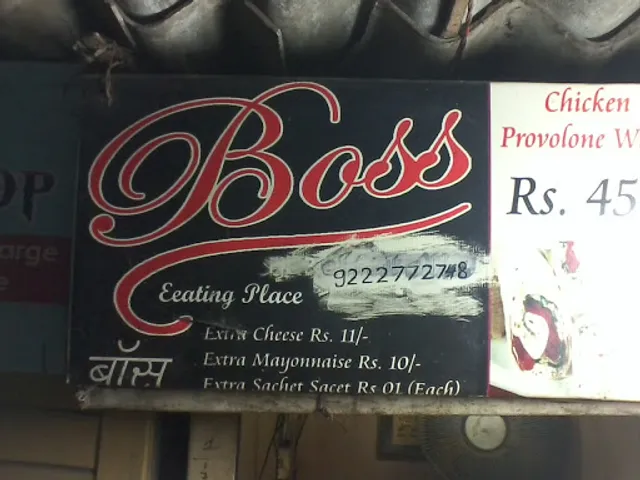 Boss
Eeating Place
9222772748
Extra Cheese Rs. 11/-
Extra Mayonnaise Rs. 10/-
Extra Sachet Sacet Rs 01 (Each)
बॉस
Chicken
Provolone
Rs. 45
OP
arge
e